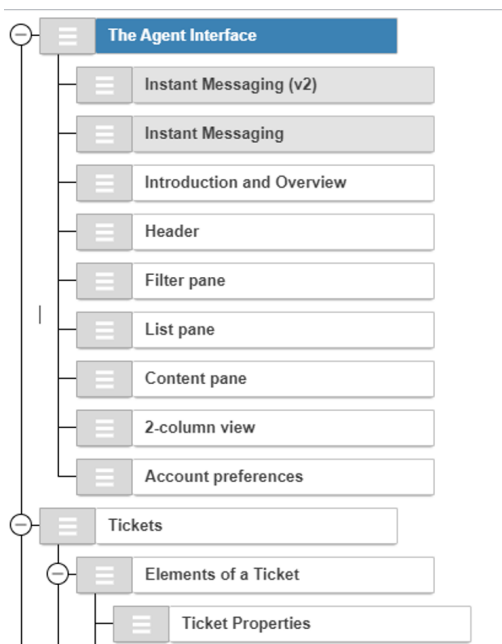 The Agent Interface
Instant Messaging (v2)
Instant Messaging
Introduction and Overview
Header
Filter pane
List pane
Content pane
2-column view
Account preferences
Tickets
Elements of a Ticket
Ticket Properties